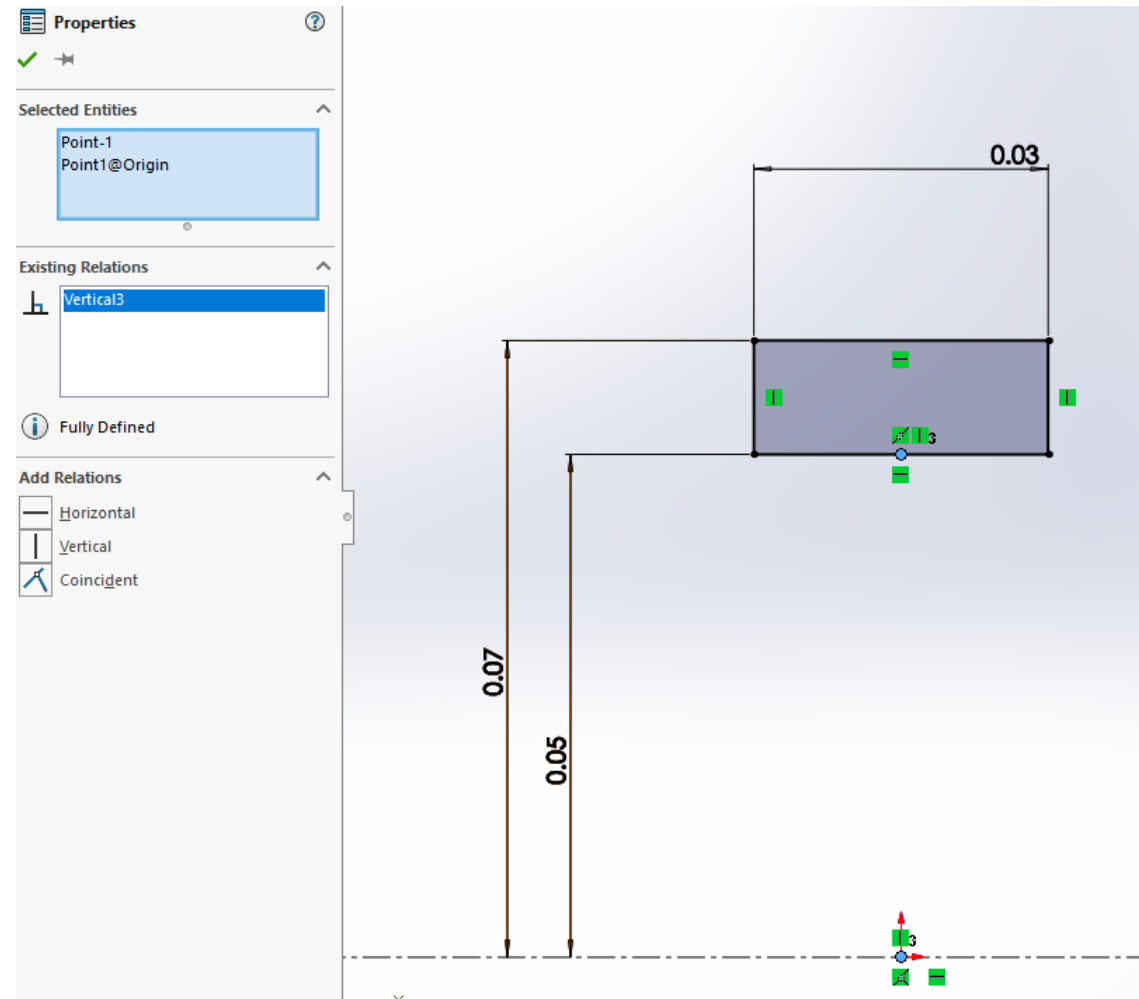 Properties
Selected Entities
Point-1
Point1@Origin
Existing Relations
Vertical3
Fully Defined
Add Relations
Horizontal
Vertical
Coincident
0.03
3
0.07
0.05
3